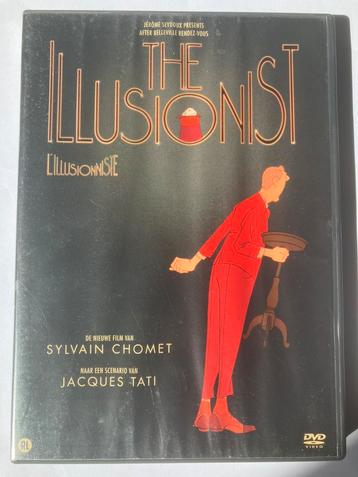 JÉRÔME SEYDOUX PRESENTS
AFTER BELLEVILLE RENDEZ-VOUS
THE
ILLUSIONIST
L'ILLUSIONNISTE
DE NIEUWE FILM VAN
SYLVAIN CHOMET
NAAR EEN SCENARIO VAN
JACQUES TATI
AL
DVD
VIDEO